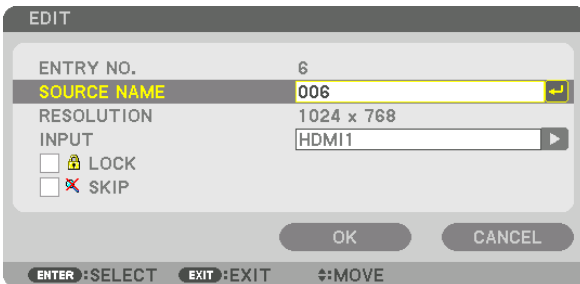 EDIT
ENTRY NO. 6
SOURCE NAME 006
RESOLUTION 1024 x 768
INPUT HDMI1
LOCK
SKIP
OK CANCEL
ENTER :SELECT EXIT :EXIT :MOVE